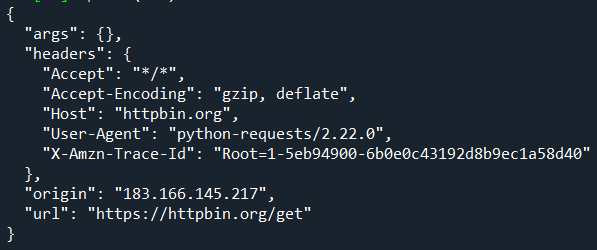 {
  "args": {},
  "headers": {
    "Accept": "*/*",
    "Accept-Encoding": "gzip, deflate",
    "Host": "httpbin.org",
    "User-Agent": "python-requests/2.22.0",
    "X-Amzn-Trace-Id": "Root=1-5eb94900-6b0e0c43192d8b9ec1a58d40"
  },
  "origin": "183.166.145.217",
  "url": "https://httpbin.org/get"
}